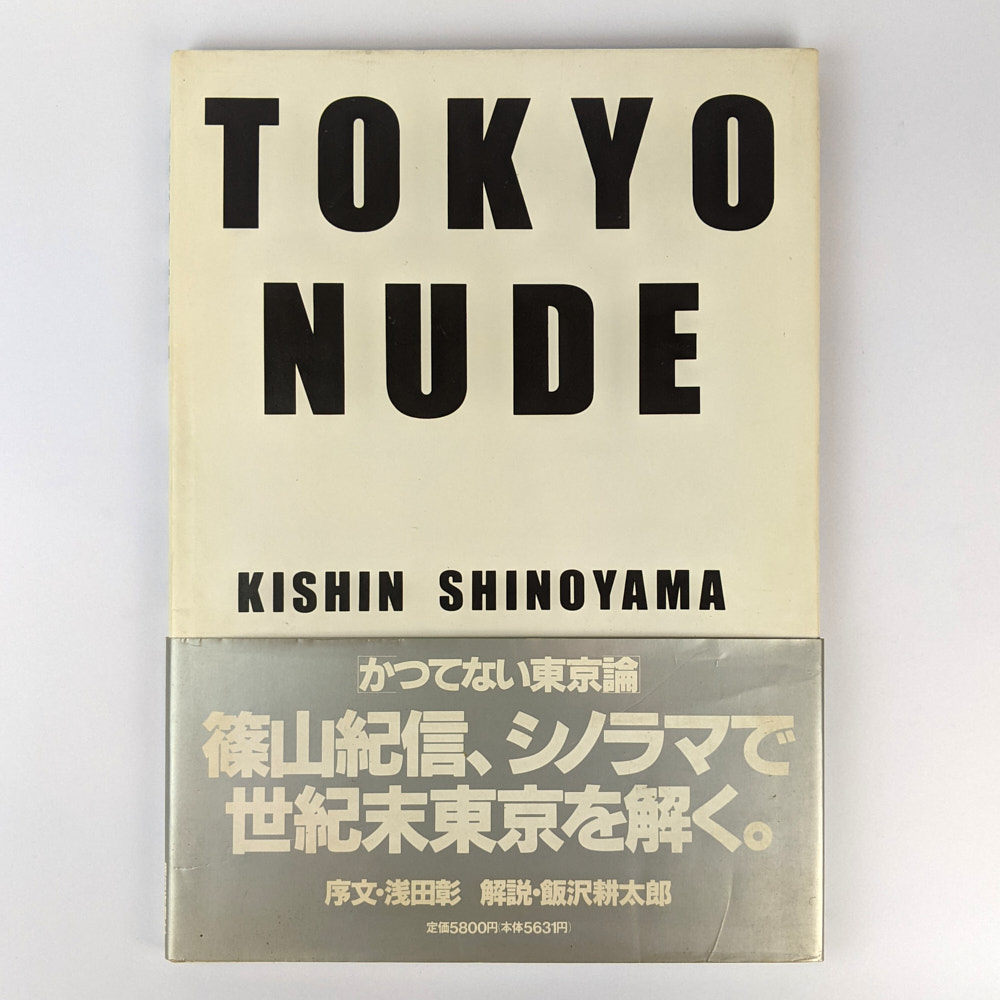 TOKYO
NUDE
KISHIN SHINOYAMA
「かつてない東京論」
篠山紀信、シノラマで
世紀末東京を解く。
序文・浅田彰 解説・飯沢耕太郎
定価5800円(本体5631円)